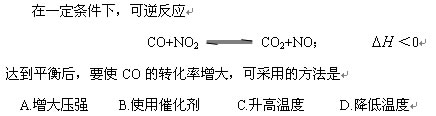 在一定条件下，可逆反应
CO+NO₂ ⇌ CO₂+NO； ΔH＜0
达到平衡后，要使CO的转化率增大，可采用的方法是
A.增大压强 B.使用催化剂 C.升高温度 D.降低温度